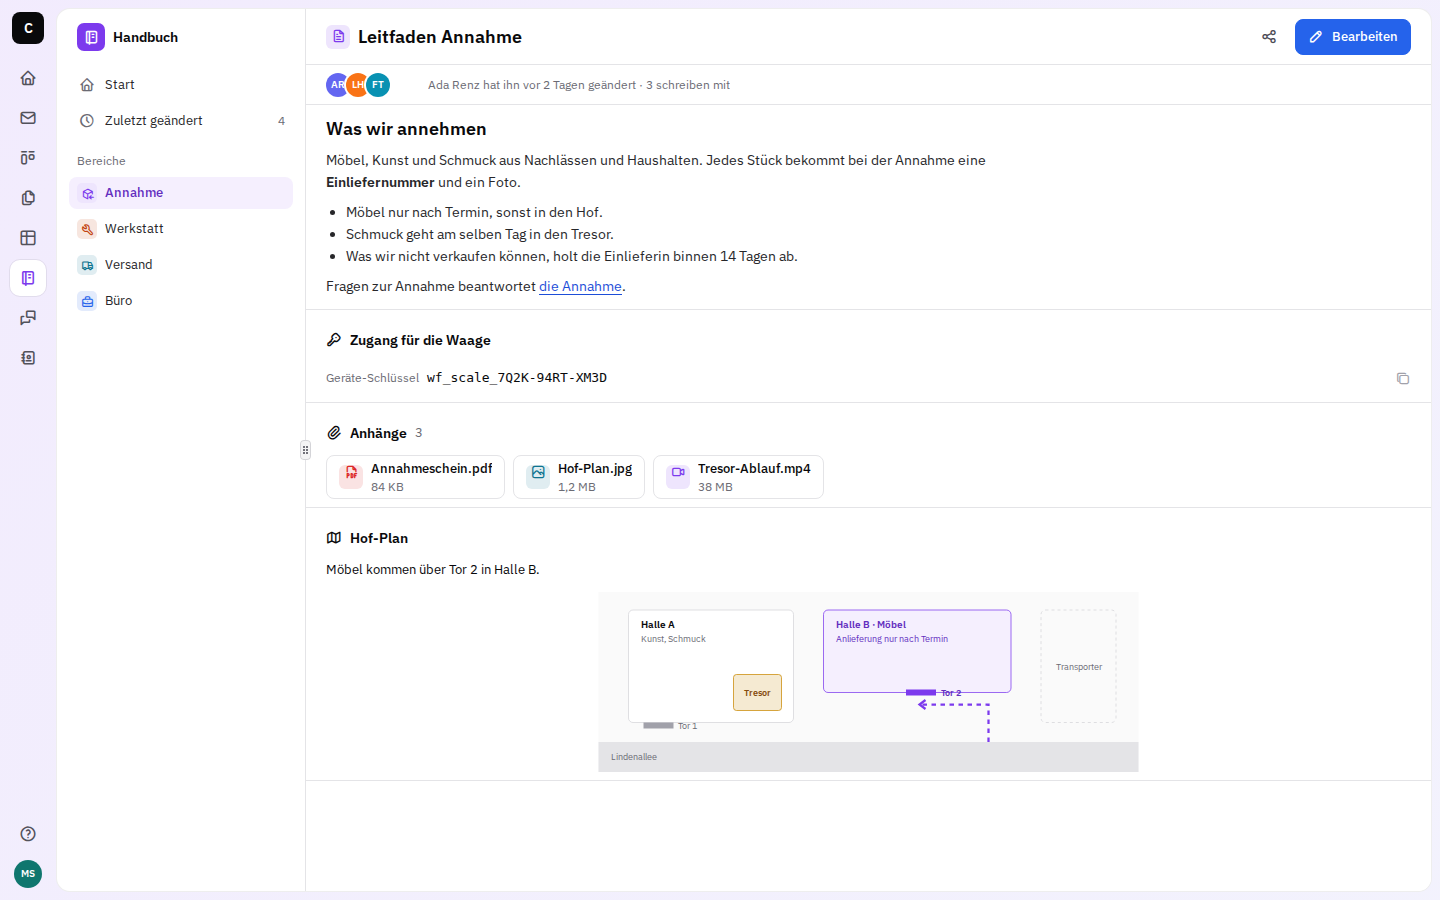 C
Handbuch
Start
Zuletzt geändert 4
Bereiche
Annahme
Werkstatt
Versand
Büro
MS
Leitfaden Annahme
Bearbeiten
AR LH FT
Ada Renz hat ihn vor 2 Tagen geändert · 3 schreiben mit
Was wir annehmen
Möbel, Kunst und Schmuck aus Nachlässen und Haushalten. Jedes Stück bekommt bei der Annahme eine
Einliefernummer und ein Foto.
• Möbel nur nach Termin, sonst in den Hof.
• Schmuck geht am selben Tag in den Tresor.
• Was wir nicht verkaufen können, holt die Einlieferin binnen 14 Tagen ab.
Fragen zur Annahme beantwortet die Annahme.
Zugang für die Waage
Geräte-Schlüssel wf_scale_7Q2K-94RT-XM3D
Anhänge 3
PDF
Annahmeschein.pdf
84 KB
Hof-Plan.jpg
1,2 MB
Tresor-Ablauf.mp4
38 MB
Hof-Plan
Möbel kommen über Tor 2 in Halle B.
Halle A
Kunst, Schmuck
Tresor
Tor 1
Halle B · Möbel
Anlieferung nur nach Termin
Tor 2
Transporter
Lindenallee